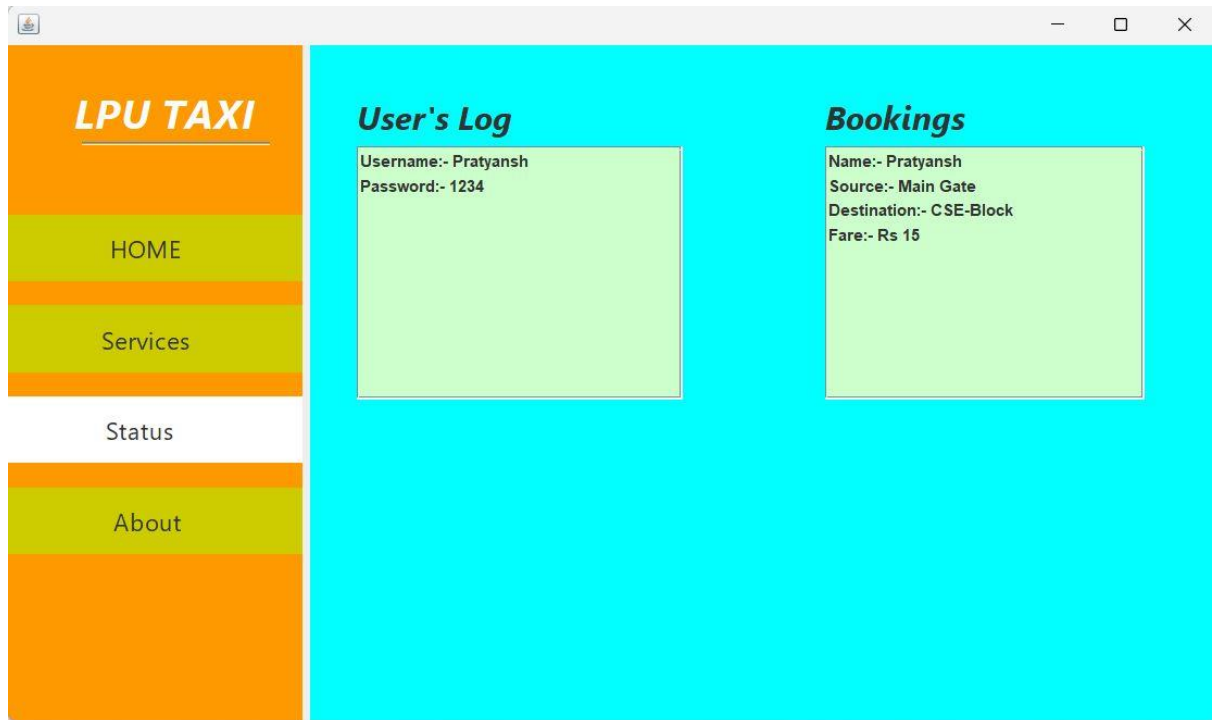 LPU TAXI
HOME
Services
Status
About
User's Log
Username:- Pratyansh
Password:- 1234
Bookings
Name:- Pratyansh
Source:- Main Gate
Destination:- CSE-Block
Fare:- Rs 15